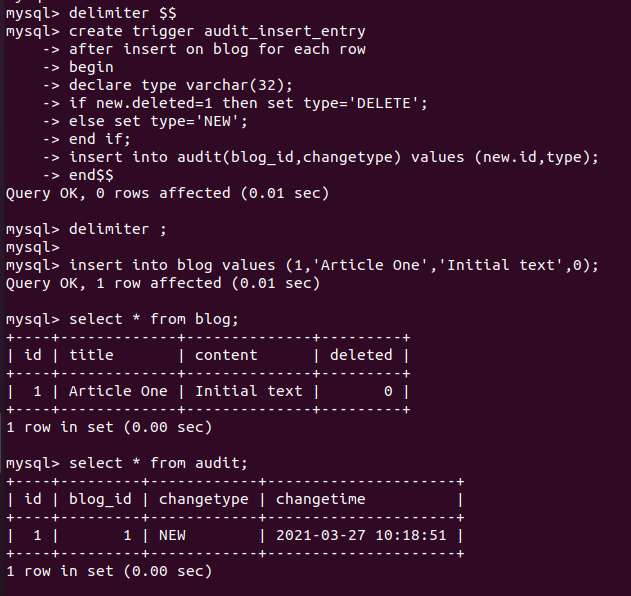 mysql> delimiter $$
mysql> create trigger audit_insert_entry
    -> after insert on blog for each row
    -> begin
    -> declare type varchar(32);
    -> if new.deleted=1 then set type='DELETE';
    -> else set type='NEW';
    -> end if;
    -> insert into audit(blog_id,changetype) values (new.id,type);
    -> end$$
Query OK, 0 rows affected (0.01 sec)

mysql> delimiter ;
mysql>
mysql> insert into blog values (1,'Article One','Initial text',0);
Query OK, 1 row affected (0.01 sec)

mysql> select * from blog;
+----+-------------+--------------+---------+
| id | title       | content      | deleted |
+----+-------------+--------------+---------+
|  1 | Article One | Initial text |       0 |
+----+-------------+--------------+---------+
1 row in set (0.00 sec)

mysql> select * from audit;
+----+---------+------------+---------------------+
| id | blog_id | changetype | changetime          |
+----+---------+------------+---------------------+
|  1 |       1 | NEW        | 2021-03-27 10:18:51 |
+----+---------+------------+---------------------+
1 row in set (0.00 sec)